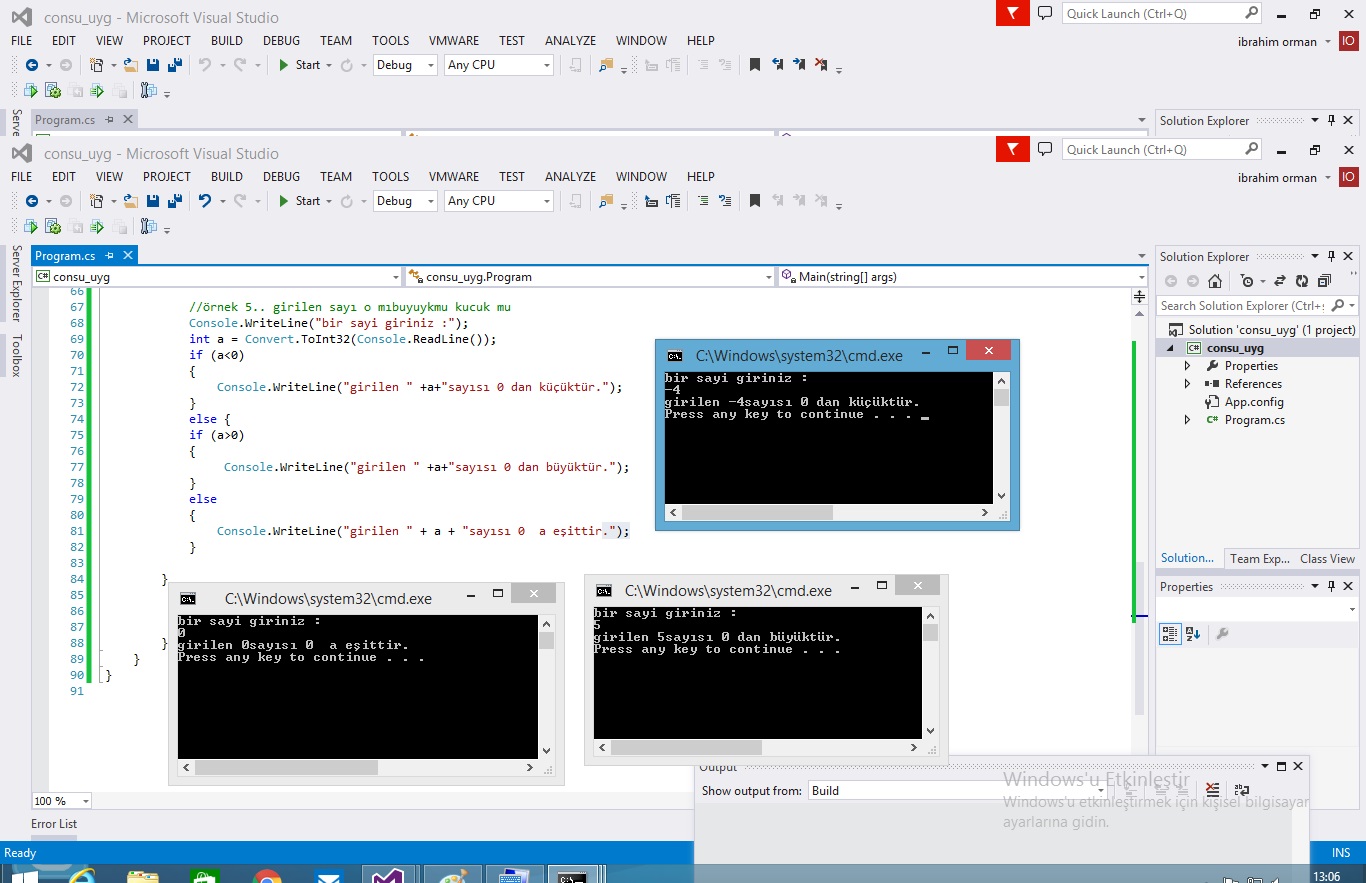 consu_uyg - Microsoft Visual Studio
Quick Launch (Ctrl+Q)
FILE EDIT VIEW PROJECT BUILD DEBUG TEAM TOOLS VMWARE TEST ANALYZE WINDOW HELP
ibrahim orman IO
Start Debug Any CPU
Program.cs
Solution Explorer
consu_uyg - Microsoft Visual Studio
Quick Launch (Ctrl+Q)
FILE EDIT VIEW PROJECT BUILD DEBUG TEAM TOOLS VMWARE TEST ANALYZE WINDOW HELP
ibrahim orman IO
Start Debug Any CPU
Server Explorer
Toolbox
Program.cs
C# consu_uyg consu_uyg.Program Main(string[] args)
66
67 //örnek 5.. girilen sayı o mıbuyuykmu kucuk mu
68 Console.WriteLine("bir sayi giriniz :");
69 int a = Convert.ToInt32(Console.ReadLine());
70 if (a<0)
71 {
72 Console.WriteLine("girilen " +a+"sayısı 0 dan küçüktür.");
73 }
74 else {
75 if (a>0)
76 {
77 Console.WriteLine("girilen " +a+"sayısı 0 dan büyüktür.");
78 }
79 else
80 {
81 Console.WriteLine("girilen " + a + "sayısı 0  a eşittir.");
82 }
83
84 }
85
86
87
88 }
89 }
90 }
91
C:\Windows\system32\cmd.exe
bir sayi giriniz :
-4
girilen -4sayısı 0 dan küçüktür.
Press any key to continue . . . _
C:\Windows\system32\cmd.exe
bir sayi giriniz :
0
girilen 0sayısı 0  a eşittir.
Press any key to continue . . .
C:\Windows\system32\cmd.exe
bir sayi giriniz :
5
girilen 5sayısı 0 dan büyüktür.
Press any key to continue . . .
Solution Explorer
Search Solution Explorer (Ctrl+;
Solution 'consu_uyg' (1 project)
C# consu_uyg
Properties
References
App.config
C# Program.cs
Solution... Team Exp... Class View
Properties
Output
Show output from: Build
Windows'u Etkinleştir
Windows'u etkinleştirmek için kişisel bilgisayar
ayarlarına gidin.
100 %
Error List
Ready
INS
13:06